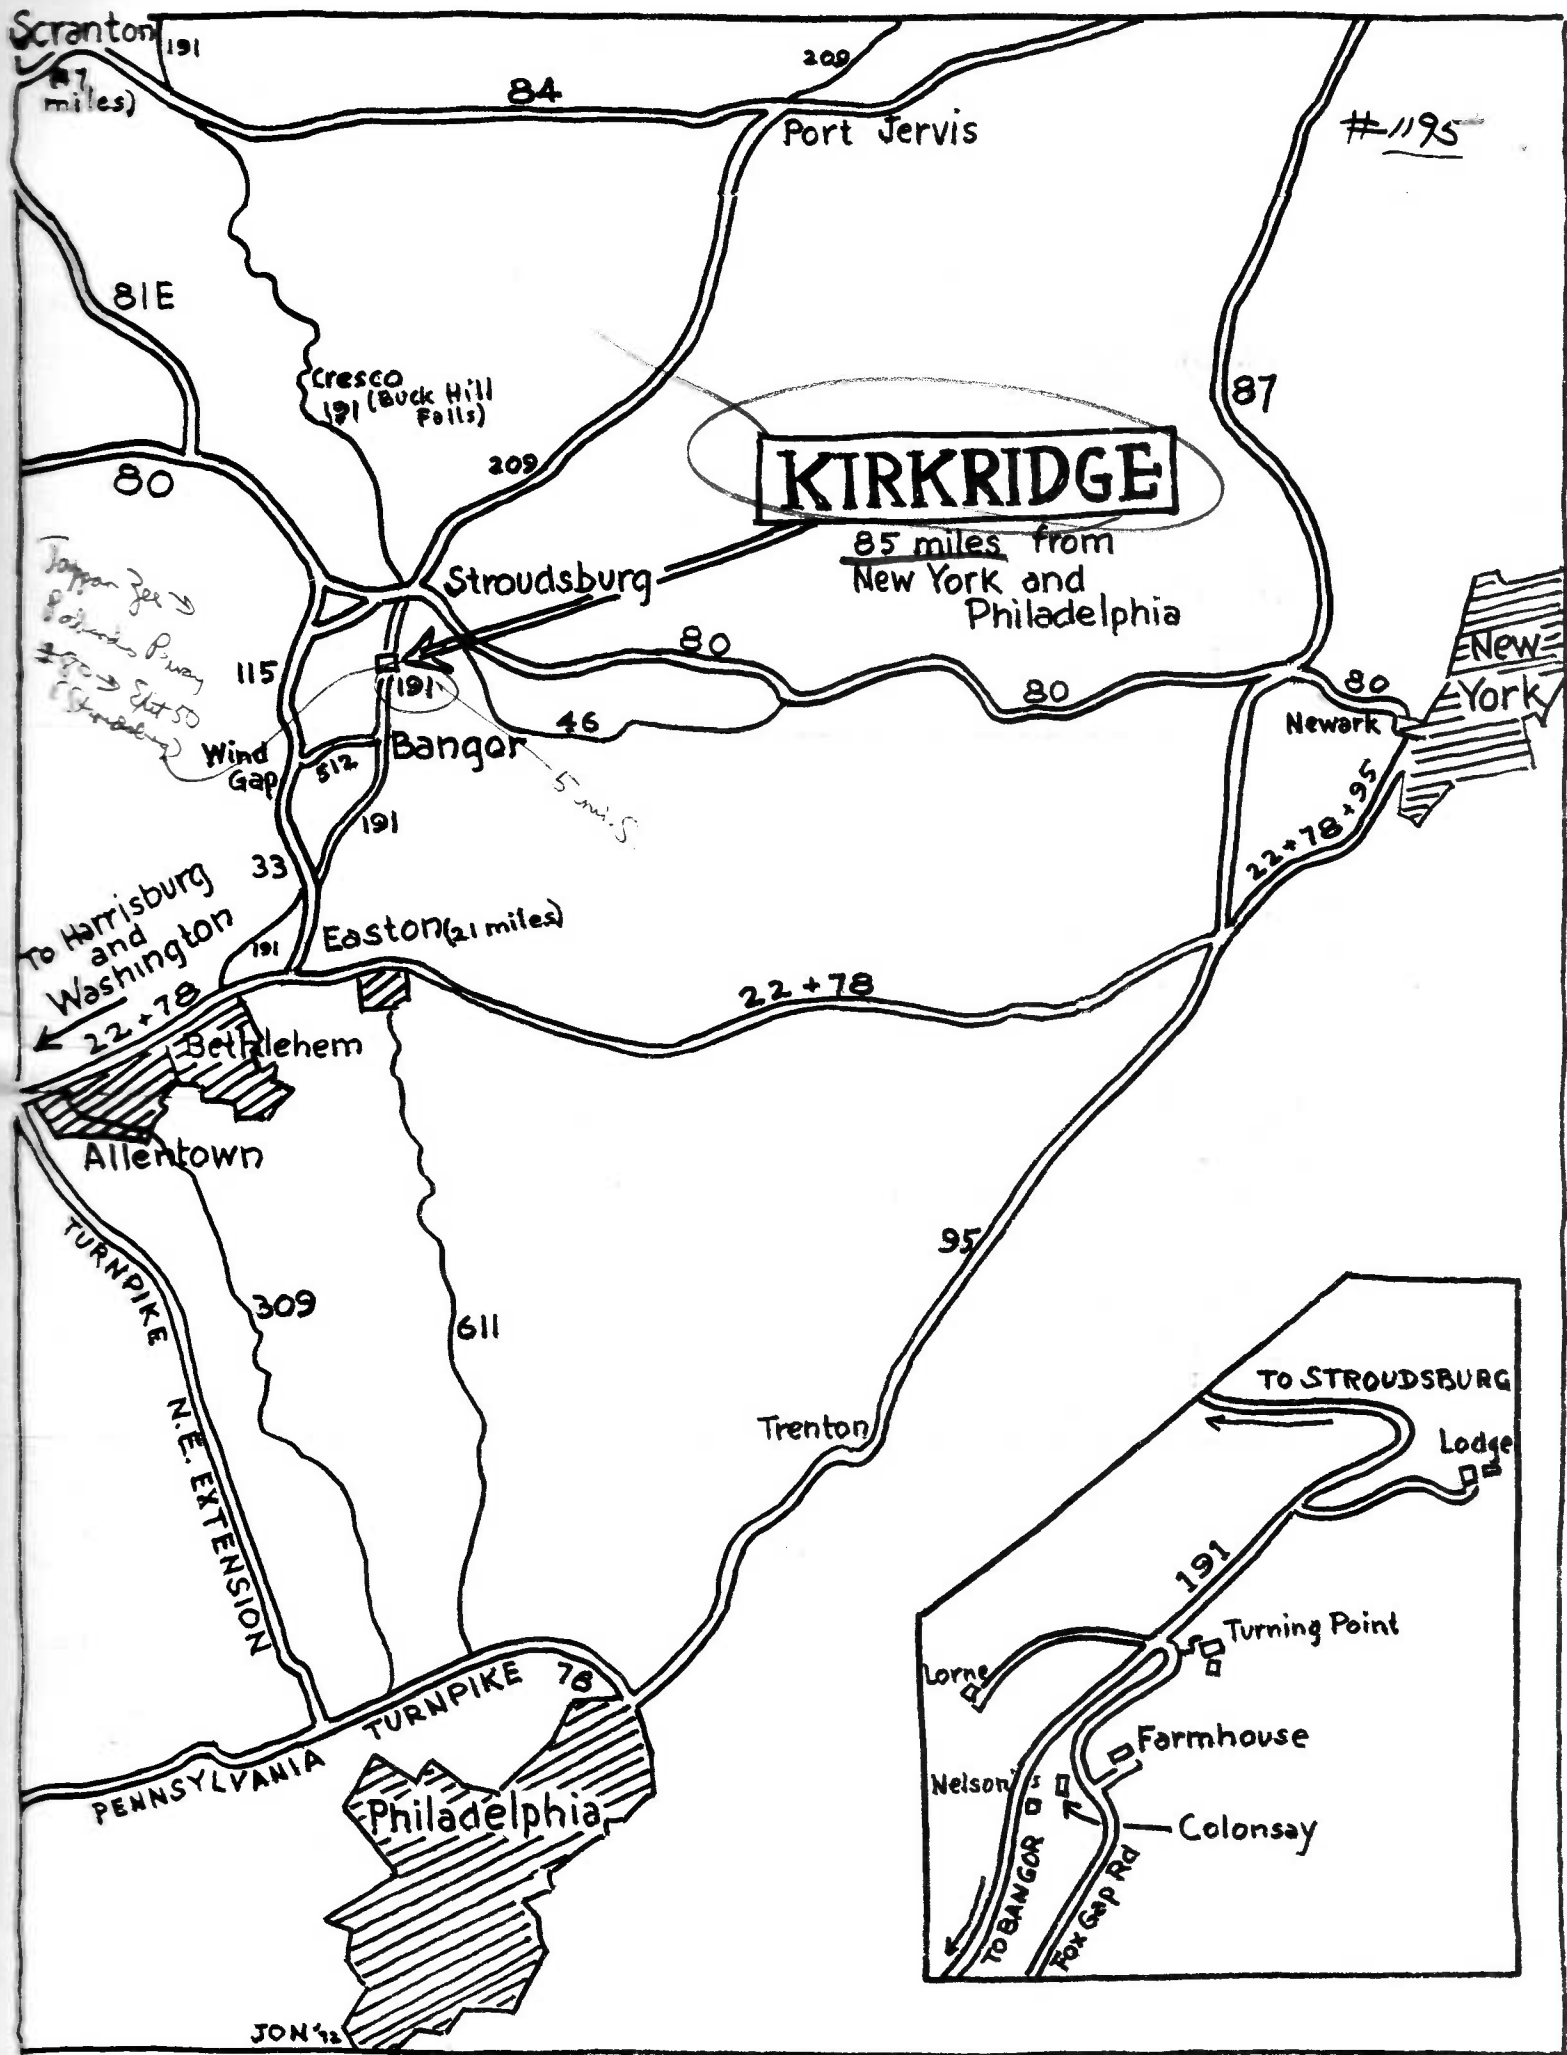 Scranton
191
47
miles)
209
84
Port Jervis
#1195
81E
Cresco
191 (Buck Hill
Falls)
87
80
209
KIRKRIDGE
85 miles from
New York and
Philadelphia
Stroudsburg
Tappan Zee →
#80 → Exit 50
115
191
80
80
80
New
York
Newark
46
Wind
Gap
512
Bangor
5 mi. S
191
33
22+78+95
To Harrisburg
and
Washington
191
Easton (21 miles)
22+78
22+78
Bethlehem
Allentown
TURNPIKE
N.E. EXTENSION
309
611
95
Trenton
PENNSYLVANIA TURNPIKE
78
Philadelphia
JON '72
TO STROUDSBURG
Lodge
191
Turning Point
Lorne
Farmhouse
Nelson's
Colonsay
TO BANGOR
Fox Gap Rd